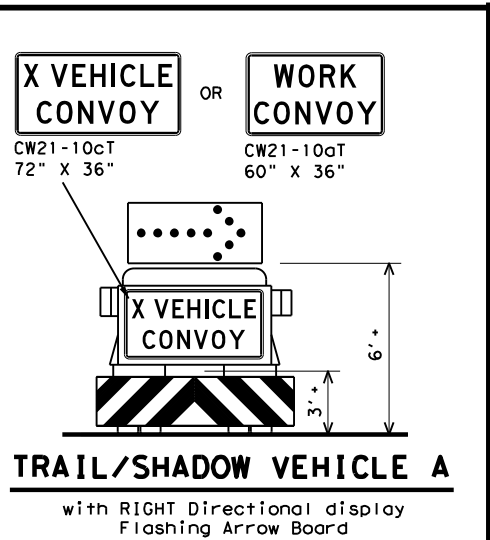 X VEHICLE
CONVOY
OR
WORK
CONVOY
CW21-10cT
72" X 36"
CW21-10aT
60" X 36"
X VEHICLE
CONVOY
6'+
3'+
TRAIL/SHADOW VEHICLE A
with RIGHT Directional display
Flashing Arrow Board